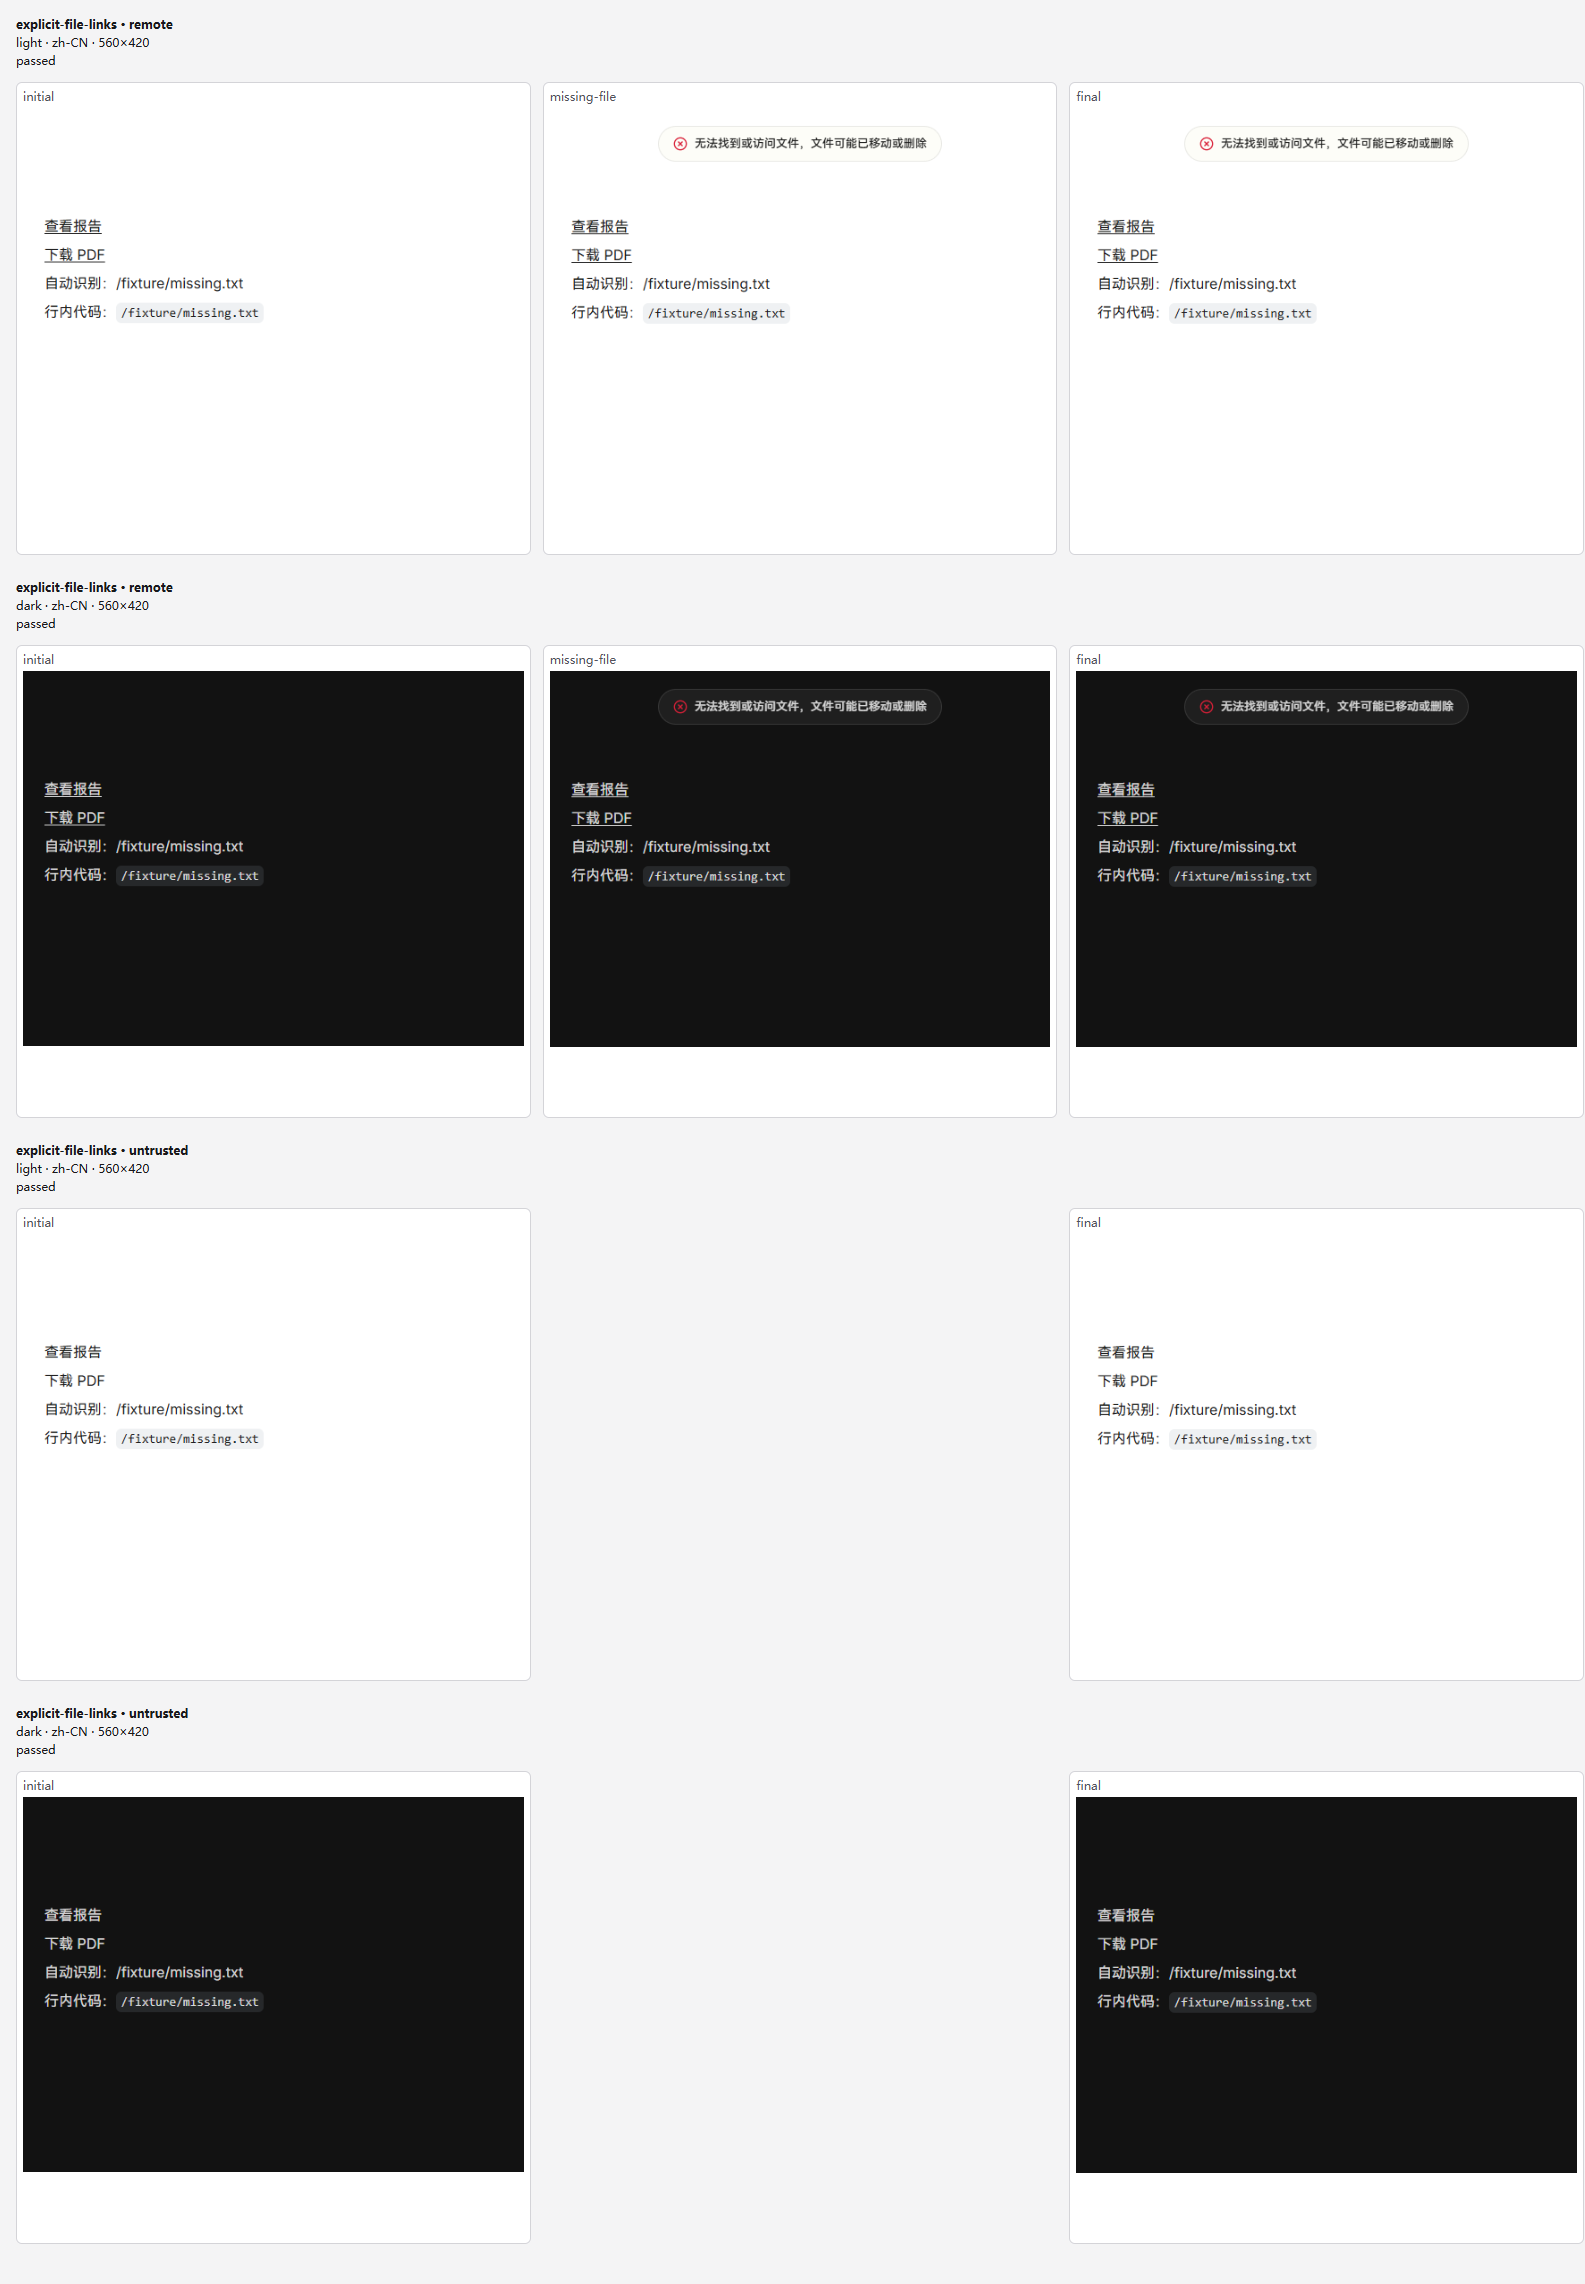 explicit-file-links • remote
light · zh-CN · 560×420
passed
initial
查看报告
下载 PDF
自动识别：/fixture/missing.txt
行内代码：/fixture/missing.txt
missing-file
无法找到或访问文件，文件可能已移动或删除
查看报告
下载 PDF
自动识别：/fixture/missing.txt
行内代码：/fixture/missing.txt
final
无法找到或访问文件，文件可能已移动或删除
查看报告
下载 PDF
自动识别：/fixture/missing.txt
行内代码：/fixture/missing.txt
explicit-file-links • remote
dark · zh-CN · 560×420
passed
initial
查看报告
下载 PDF
自动识别：/fixture/missing.txt
行内代码：/fixture/missing.txt
missing-file
无法找到或访问文件，文件可能已移动或删除
查看报告
下载 PDF
自动识别：/fixture/missing.txt
行内代码：/fixture/missing.txt
final
无法找到或访问文件，文件可能已移动或删除
查看报告
下载 PDF
自动识别：/fixture/missing.txt
行内代码：/fixture/missing.txt
explicit-file-links • untrusted
light · zh-CN · 560×420
passed
initial
查看报告
下载 PDF
自动识别：/fixture/missing.txt
行内代码：/fixture/missing.txt
final
查看报告
下载 PDF
自动识别：/fixture/missing.txt
行内代码：/fixture/missing.txt
explicit-file-links • untrusted
dark · zh-CN · 560×420
passed
initial
查看报告
下载 PDF
自动识别：/fixture/missing.txt
行内代码：/fixture/missing.txt
final
查看报告
下载 PDF
自动识别：/fixture/missing.txt
行内代码：/fixture/missing.txt